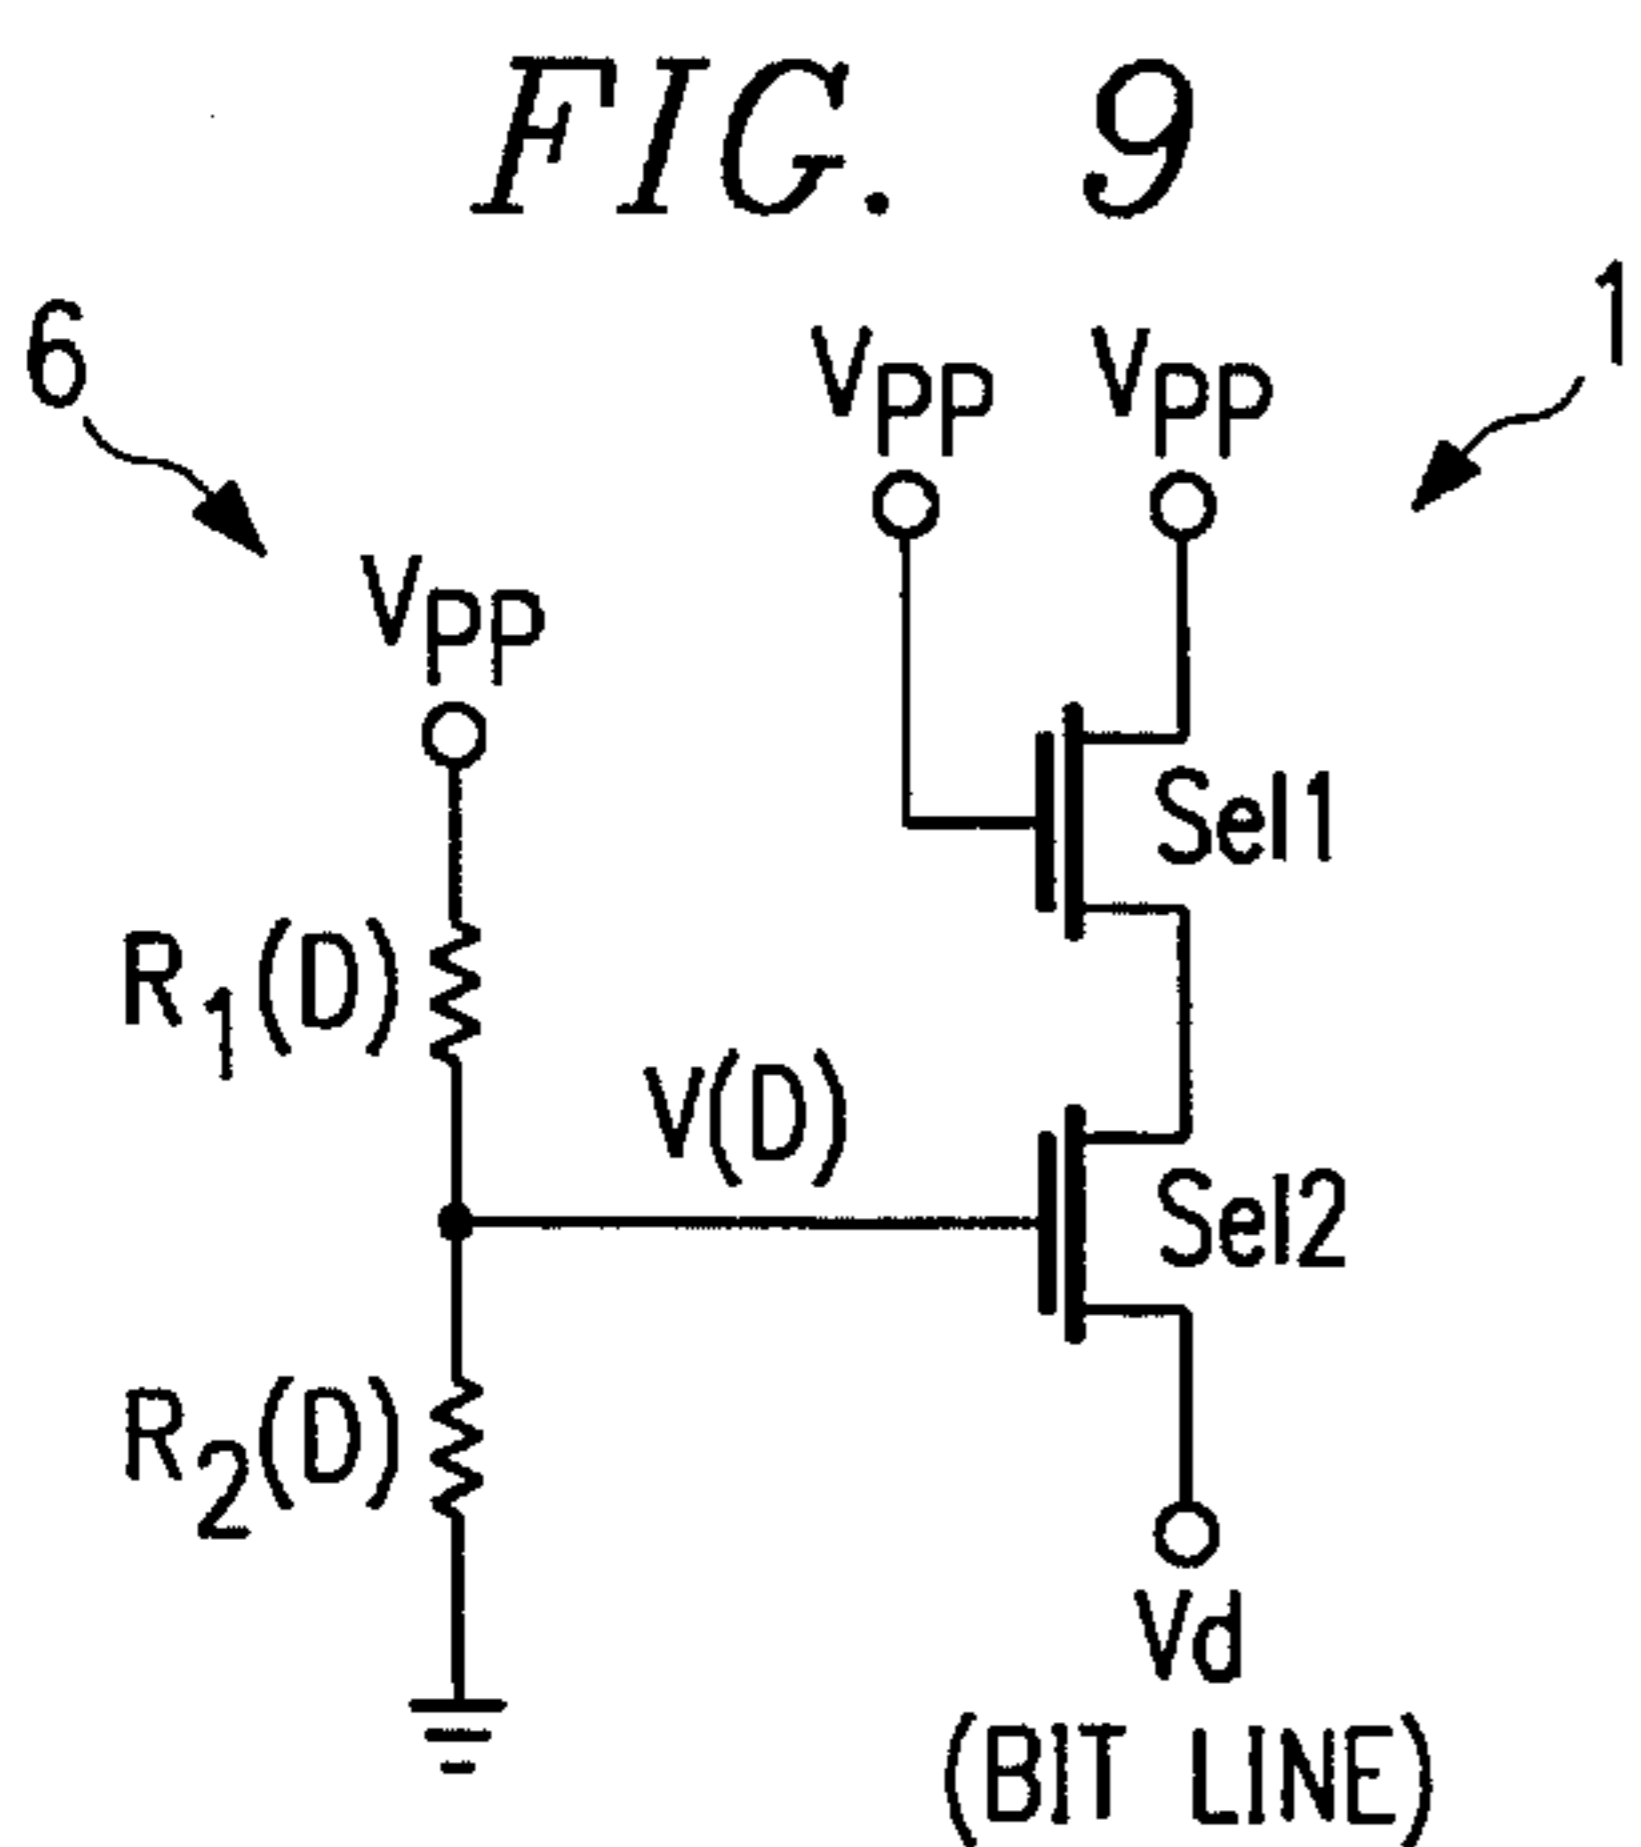 FIG. 9
6
1
VPP
VPP
VPP
Sel1
R1(D)
V(D)
Sel2
R2(D)
Vd
(BIT LINE)